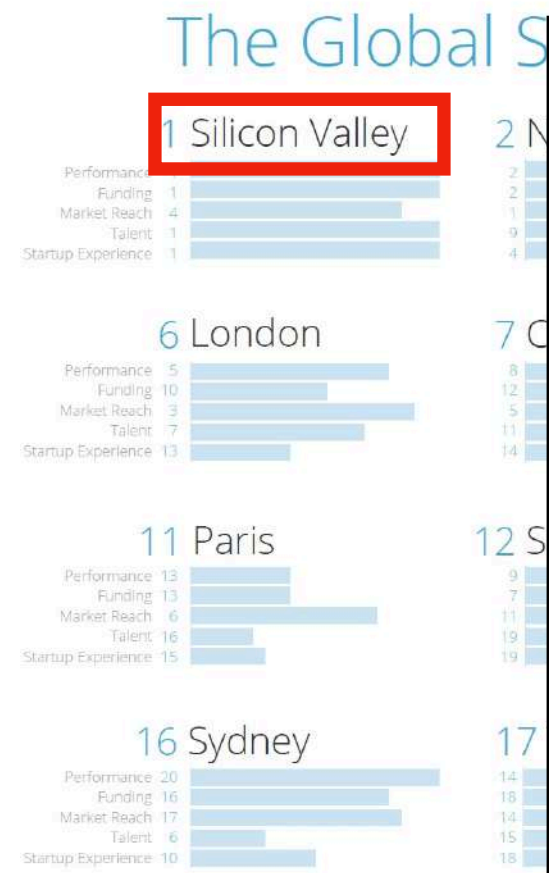 The Global S
1 Silicon Valley
2 N
Performance
2
Funding 1
2
Market Reach 4
1
Talent 1
9
Startup Experience 1
4
6 London
7 C
Performance 5
8
Funding 10
12
Market Reach 3
5
Talent 7
11
Startup Experience 13
14
11 Paris
12 S
Performance 13
9
Funding 13
7
Market Reach 6
11
Talent 16
19
Startup Experience 15
19
16 Sydney
17
Performance 20
14
Funding 16
18
Market Reach 17
14
Talent 6
15
Startup Experience 10
18